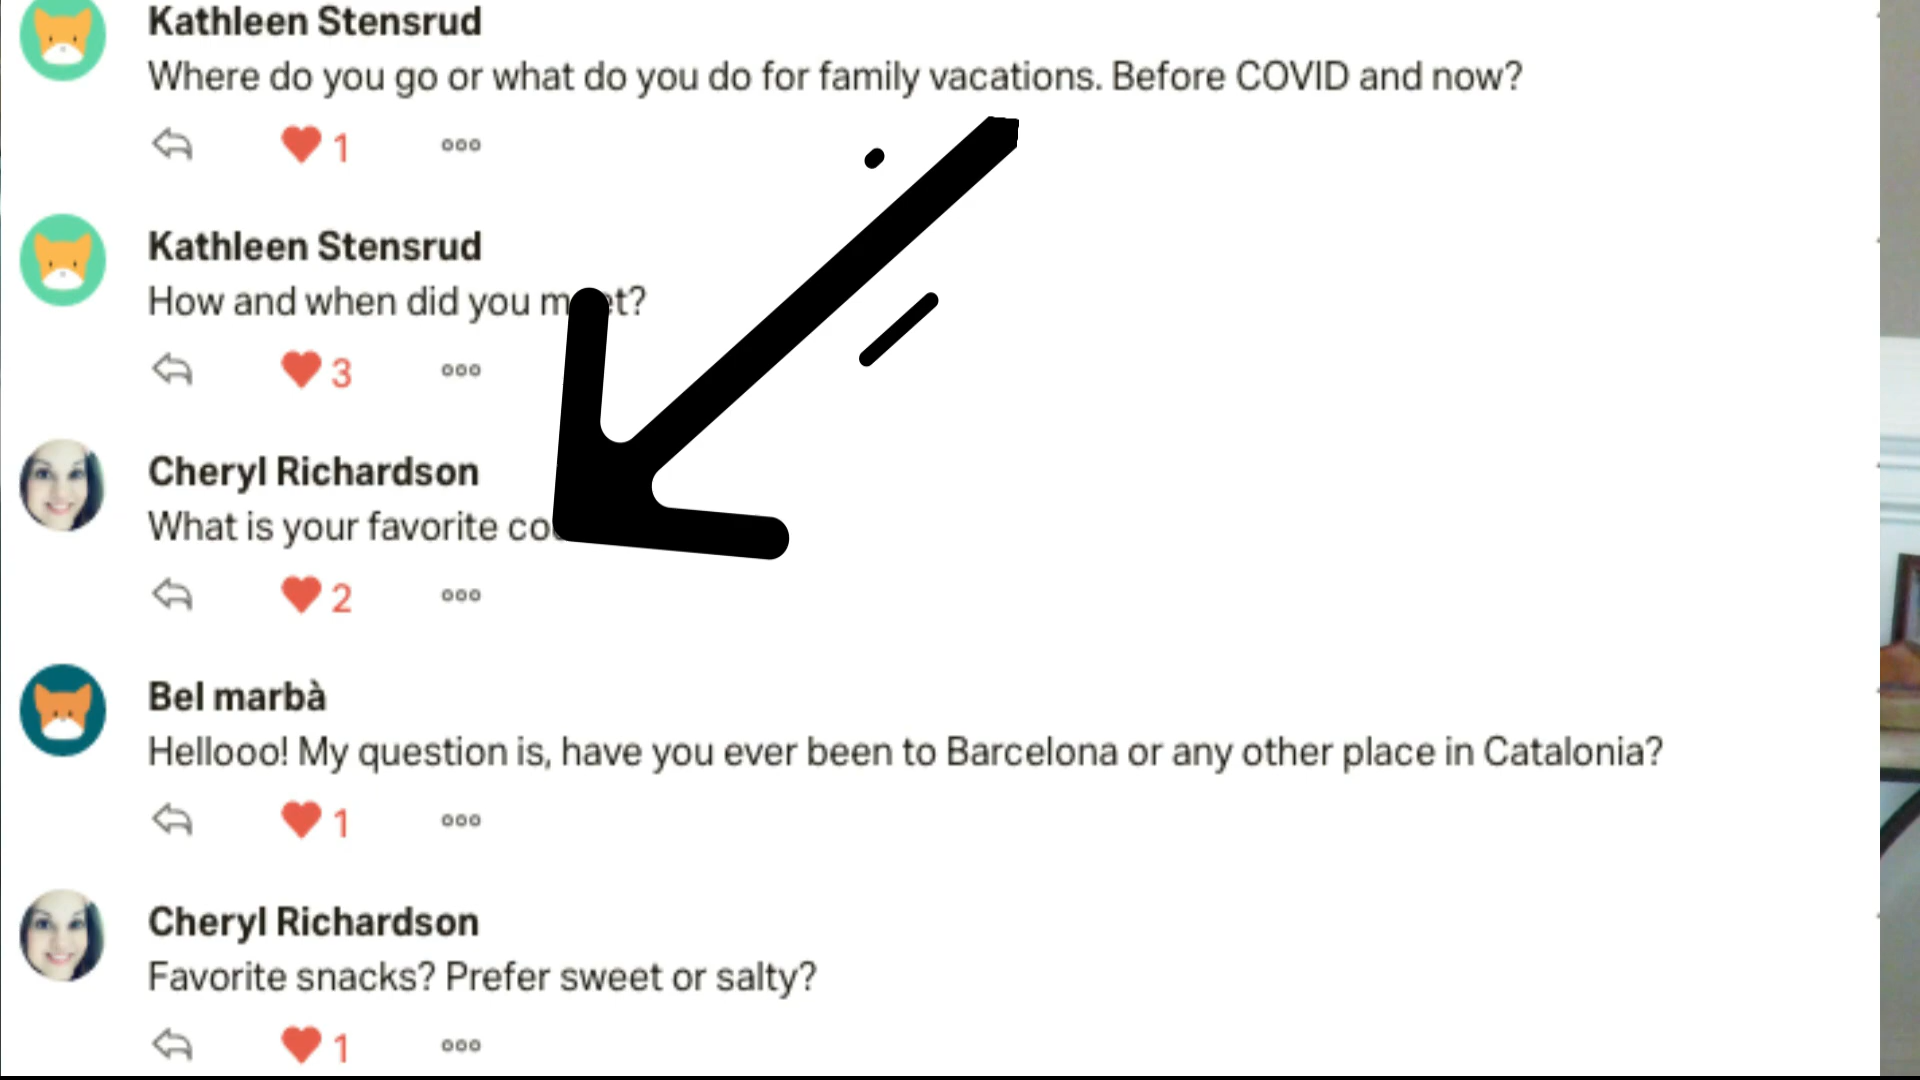 Kathleen Stensrud
Where do you go or what do you do for family vacations. Before COVID and now?
1
Kathleen Stensrud
How and when did you meet?
3
Cheryl Richardson
What is your favorite
2
Bel marbà
Hellooo! My question is, have you ever been to Barcelona or any other place in Catalonia?
1
Cheryl Richardson
Favorite snacks? Prefer sweet or salty?
1